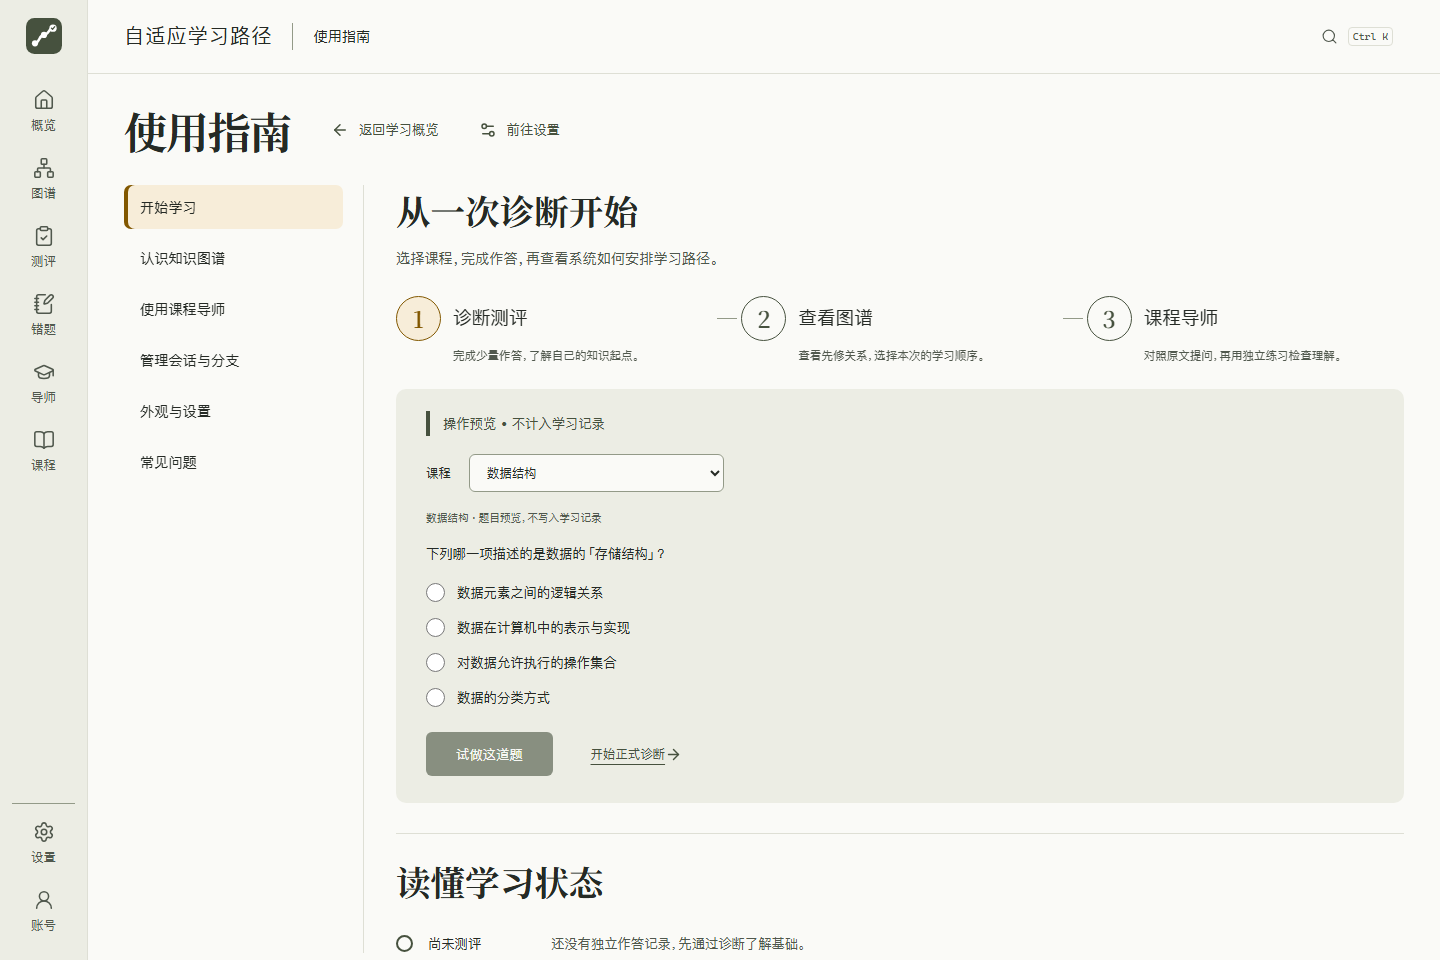 自适应学习路径
使用指南
Ctrl K
概览
图谱
测评
错题
导师
课程
设置
账号
使用指南
返回学习概览
前往设置
开始学习
认识知识图谱
使用课程导师
管理会话与分支
外观与设置
常见问题
从一次诊断开始
选择课程,完成作答,再查看系统如何安排学习路径。
1 诊断测评
完成少量作答,了解自己的知识起点。
2 查看图谱
查看先修关系,选择本次的学习顺序。
3 课程导师
对照原文提问,再用独立练习检查理解。
操作预览 • 不计入学习记录
课程 数据结构
数据结构 · 题目预览,不写入学习记录
下列哪一项描述的是数据的「存储结构」?
数据元素之间的逻辑关系
数据在计算机中的表示与实现
对数据允许执行的操作集合
数据的分类方式
试做这道题
开始正式诊断
读懂学习状态
尚未测评 还没有独立作答记录,先通过诊断了解基础。